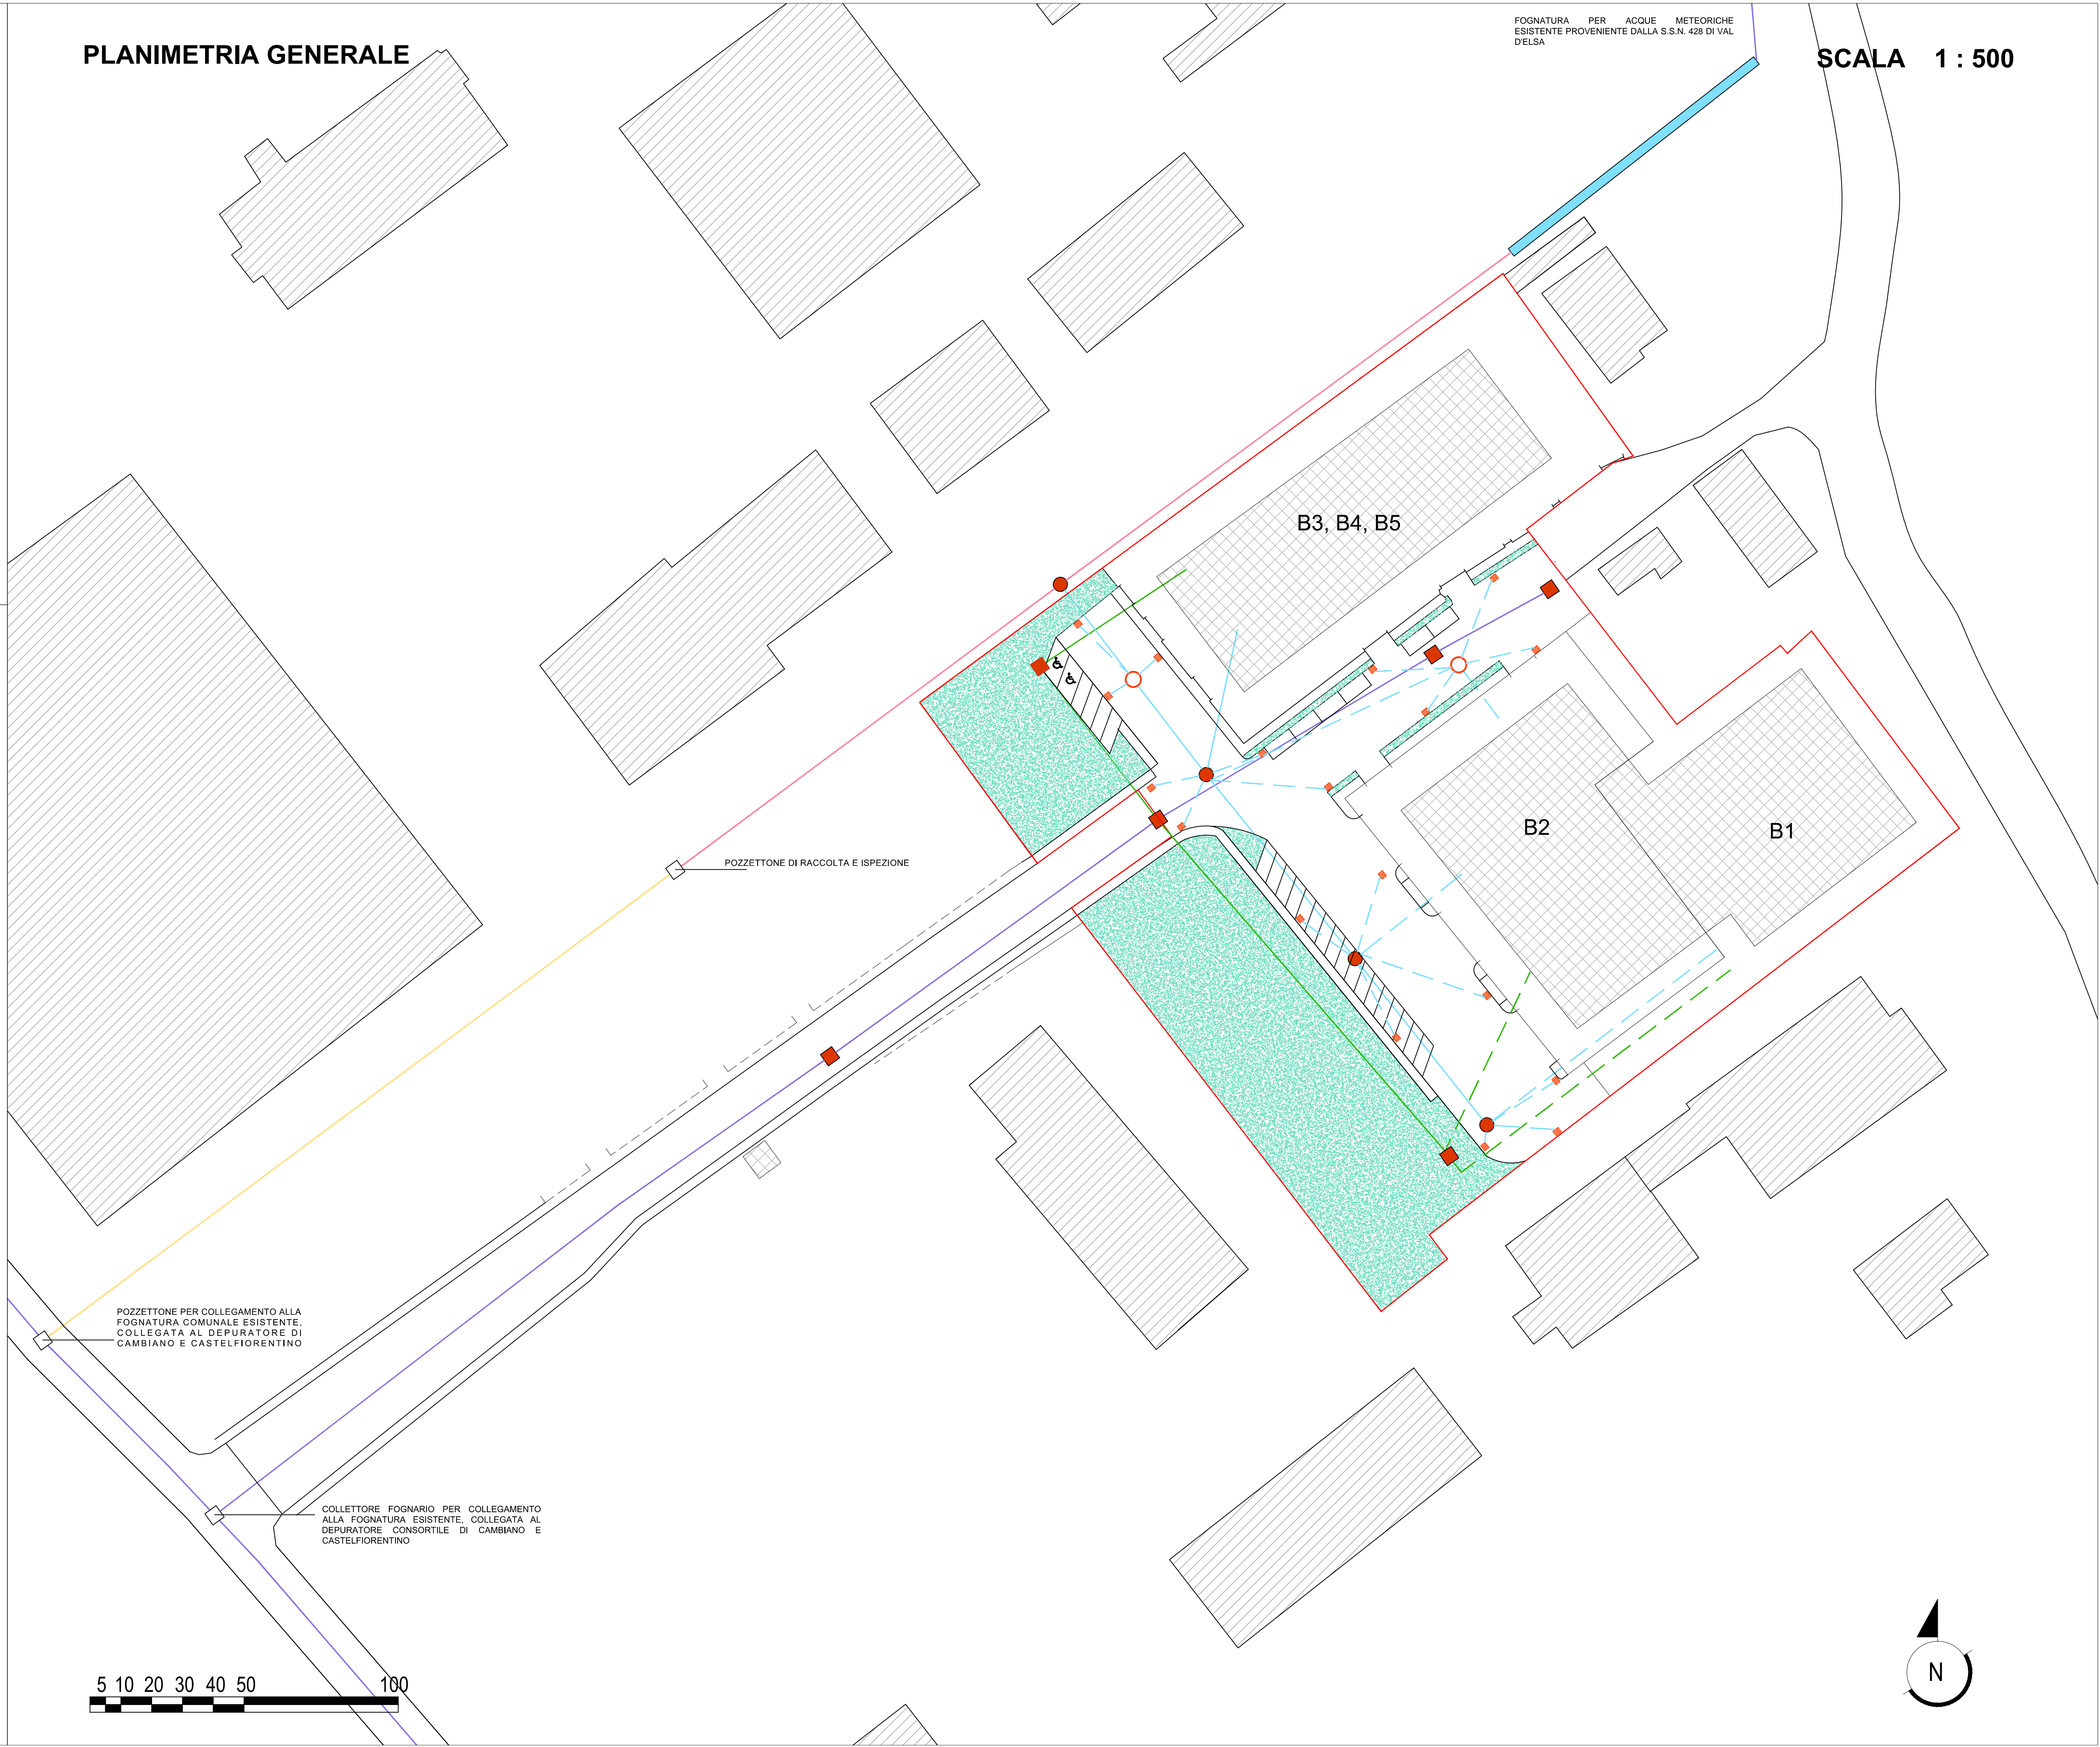 PLANIMETRIA GENERALE
FOGNATURA PER ACQUE METEORICHE
ESISTENTE PROVENIENTE DALLA S.S.N. 428 DI VAL
D'ELSA
SCALA 1 : 500
B3, B4, B5
B2
B1
POZZETTONE DI RACCOLTA E ISPEZIONE
POZZETTONE PER COLLEGAMENTO ALLA
FOGNATURA COMUNALE ESISTENTE,
COLLEGATA AL DEPURATORE DI
CAMBIANO E CASTELFIORENTINO
COLLETTORE FOGNARIO PER COLLEGAMENTO
ALLA FOGNATURA ESISTENTE, COLLEGATA AL
DEPURATORE CONSORTILE DI CAMBIANO E
CASTELFIORENTINO
5 10 20 30 40 50 100
N